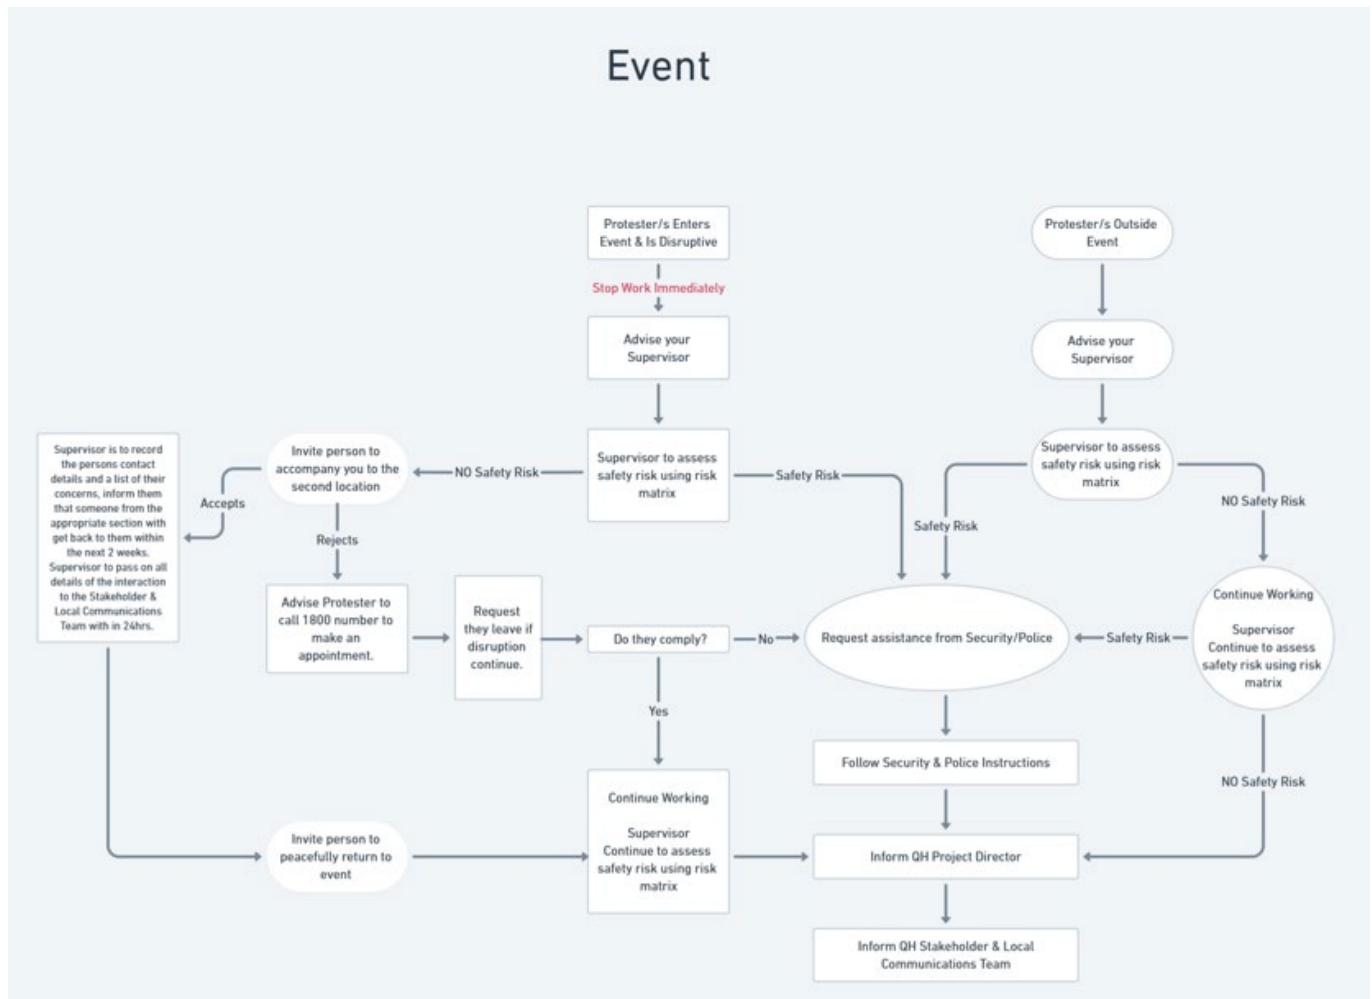 Event
Protester/s Enters
Event & Is Disruptive
Stop Work Immediately
Advise your
Supervisor
Supervisor to assess
safety risk using risk
matrix
NO Safety Risk
Safety Risk
Invite person to
accompany you to the
second location
Accepts
Rejects
Supervisor is to record
the persons contact
details and a list of their
concerns, inform them
that someone from the
appropriate section with
get back to them within
the next 2 weeks.
Supervisor to pass on all
details of the interaction
to the Stakeholder &
Local Communications
Team with in 24hrs.
Advise Protester to
call 1800 number to
make an
appointment.
Request
they leave if
disruption
continue.
Do they comply?
No
Yes
Invite person to
peacefully return to
event
Continue Working
Supervisor
Continue to assess
safety risk using risk
matrix
Protester/s Outside
Event
Advise your
Supervisor
Supervisor to assess
safety risk using risk
matrix
Safety Risk
NO Safety Risk
Continue Working
Supervisor
Continue to assess
safety risk using risk
matrix
Safety Risk
NO Safety Risk
Request assistance from Security/Police
Follow Security & Police Instructions
Inform QH Project Director
Inform QH Stakeholder & Local
Communications Team